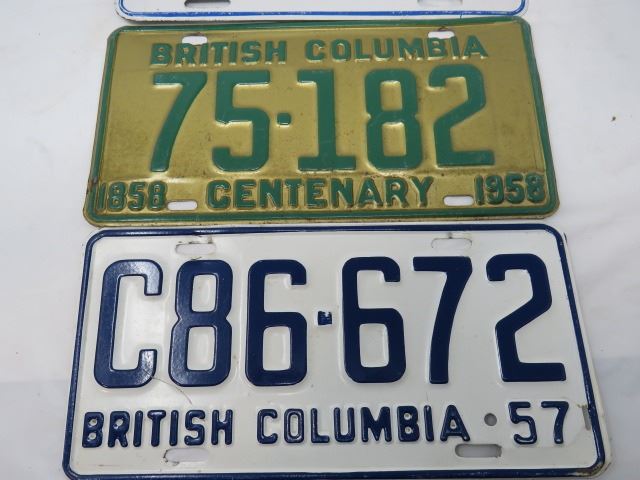 BRITISH COLUMBIA
75·182
1858 CENTENARY 1958
C86-672
BRITISH COLUMBIA 57